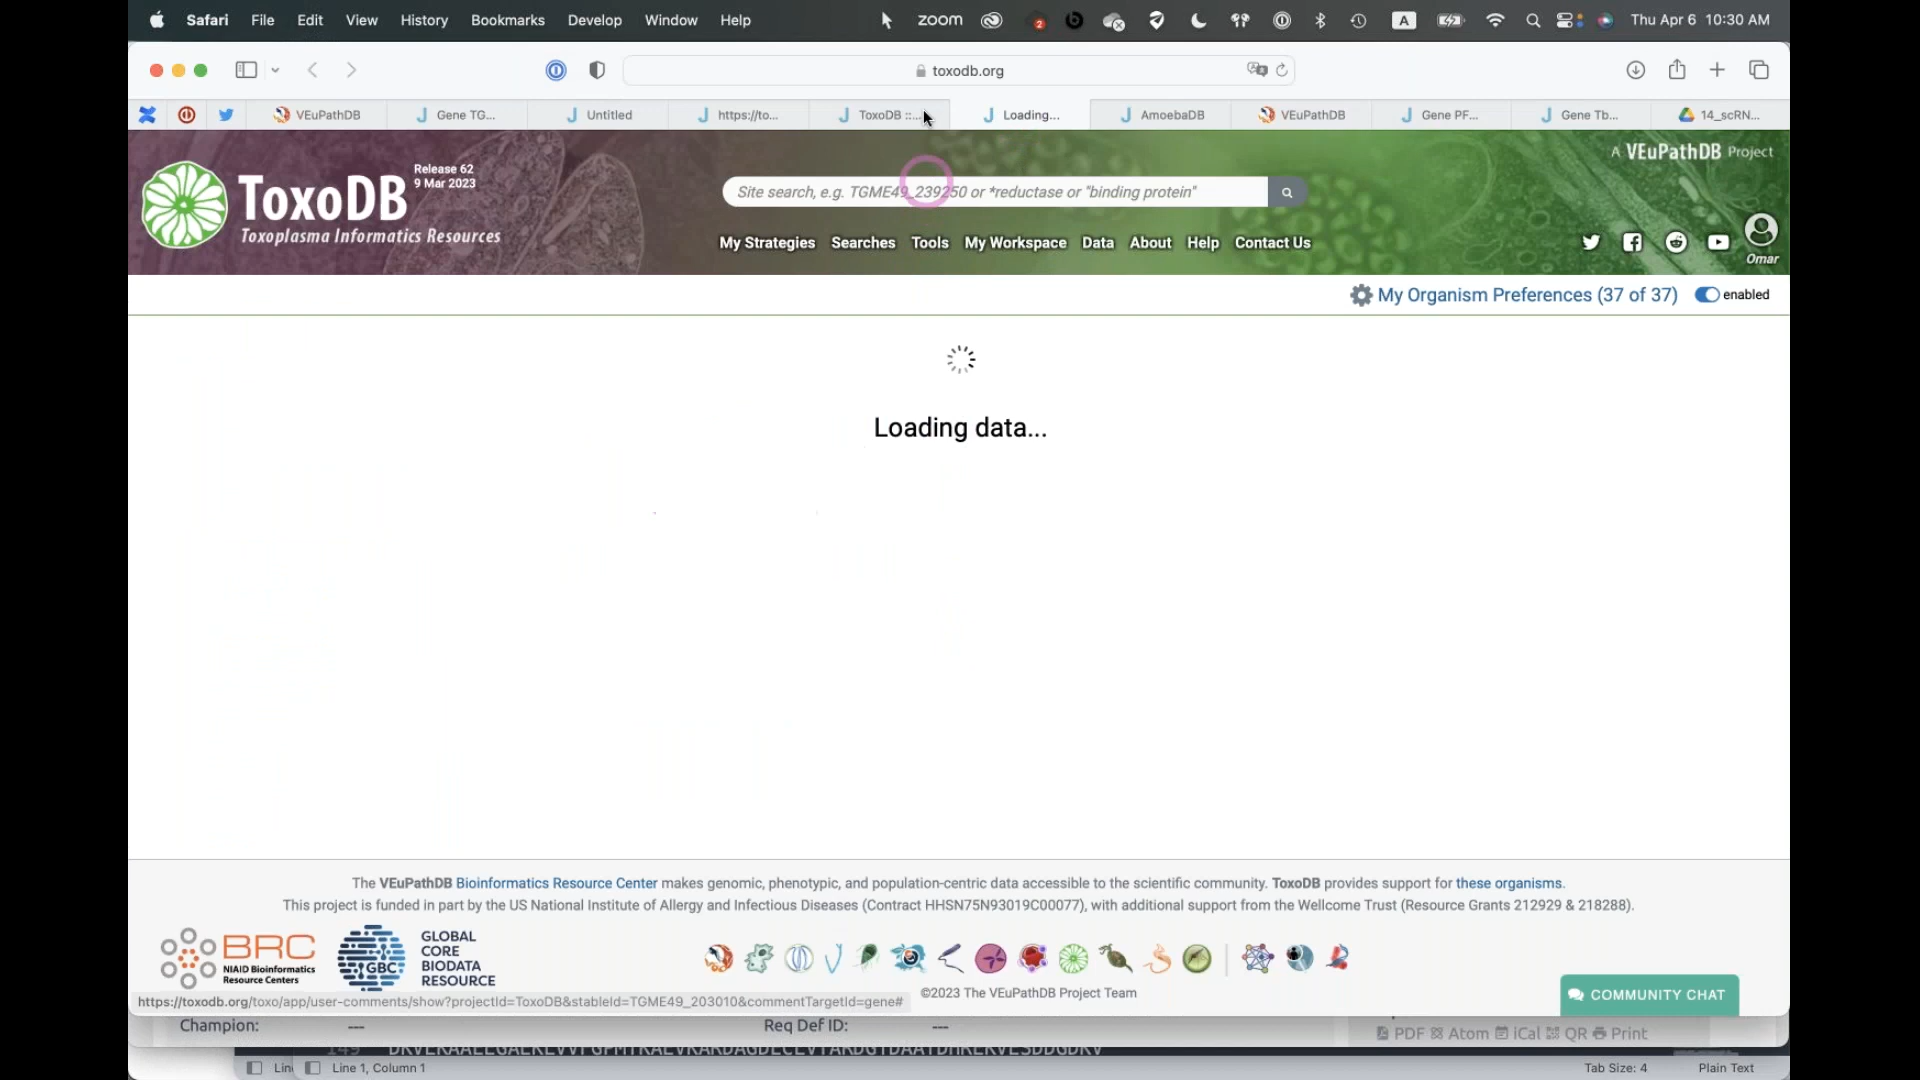 Safari File Edit View History Bookmarks Develop Window Help zoom 2 A Thu Apr 6 10:30 AM
toxodb.org
VEuPathDB Gene TG... Untitled https://to... ToxoDB ::... Loading... AmoebaDB VEuPathDB Gene PF... Gene Tb... 14_scRN...
ToxoDB
Release 62
9 Mar 2023
Toxoplasma Informatics Resources
A VEuPathDB Project
Site search, e.g. TGME49_239250 or *reductase or "binding protein"
My Strategies Searches Tools My Workspace Data About Help Contact Us
Omar
My Organism Preferences (37 of 37) enabled
Loading data...
The VEuPathDB Bioinformatics Resource Center makes genomic, phenotypic, and population-centric data accessible to the scientific community. ToxoDB provides support for these organisms.
This project is funded in part by the US National Institute of Allergy and Infectious Diseases (Contract HHSN75N93019C00077), with additional support from the Wellcome Trust (Resource Grants 212929 & 218288).
BRC
NIAID Bioinformatics
Resource Centers
GBC
GLOBAL
CORE
BIODATA
RESOURCE
©2023 The VEuPathDB Project Team
COMMUNITY CHAT
https://toxodb.org/toxo/app/user-comments/show?projectId=ToxoDB&stableId=TGME49_203010&commentTargetId=gene#
Champion: --- Req Def ID: ---
PDF Atom iCal QR Print
Line 1, Column 1 Tab Size: 4 Plain Text